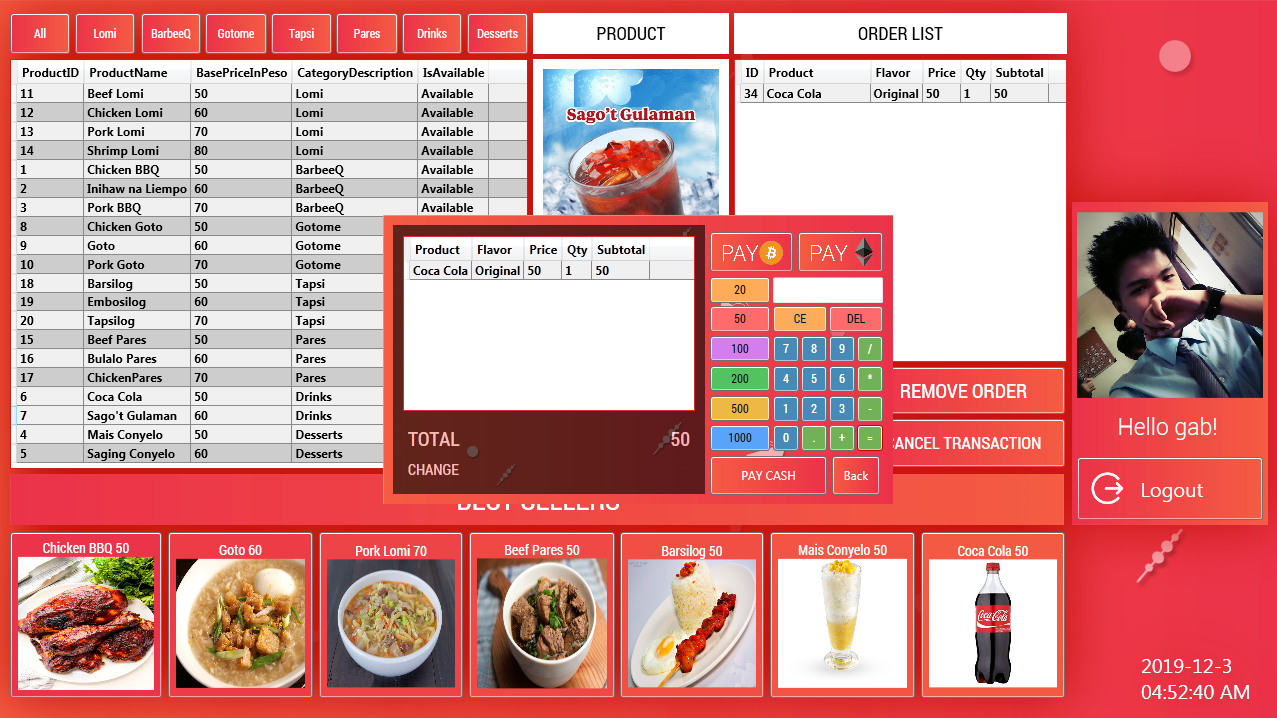 All Lomi BarbeeQ Gotome Tapsi Pares Drinks Desserts
PRODUCT
ORDER LIST
ProductID ProductName BasePriceInPeso CategoryDescription IsAvailable
11 Beef Lomi 50 Lomi Available
12 Chicken Lomi 60 Lomi Available
13 Pork Lomi 70 Lomi Available
14 Shrimp Lomi 80 Lomi Available
1 Chicken BBQ 50 BarbeeQ Available
2 Inihaw na Liempo 60 BarbeeQ Available
3 Pork BBQ 70 BarbeeQ Available
8 Chicken Goto 50 Gotome
9 Goto 60 Gotome
10 Pork Goto 70 Gotome
18 Barsilog 50 Tapsi
19 Embosilog 60 Tapsi
20 Tapsilog 70 Tapsi
15 Beef Pares 50 Pares
16 Bulalo Pares 60 Pares
17 ChickenPares 70 Pares
6 Coca Cola 50 Drinks
7 Sago't Gulaman 60 Drinks
4 Mais Conyelo 50 Desserts
5 Saging Conyelo 60 Desserts
Sago't Gulaman
ID Product Flavor Price Qty Subtotal
34 Coca Cola Original 50 1 50
Product Flavor Price Qty Subtotal
Coca Cola Original 50 1 50
TOTAL 50
CHANGE
PAY PAY
20
50 CE DEL
100 7 8 9 /
200 4 5 6 *
500 1 2 3 -
1000 0 . + =
PAY CASH Back
REMOVE ORDER
CANCEL TRANSACTION
Hello gab!
Logout
BEST SELLERS
Chicken BBQ 50
Goto 60
Pork Lomi 70
Beef Pares 50
Barsilog 50
Mais Conyelo 50
Coca Cola 50
Coca-Cola
2019-12-3
04:52:40 AM